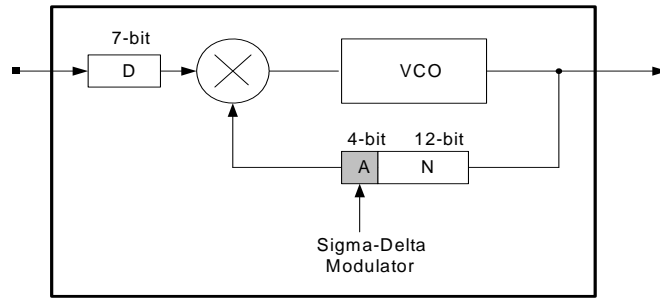 7-bit
D
VCO
4-bit 12-bit
A N
Sigma-Delta
Modulator